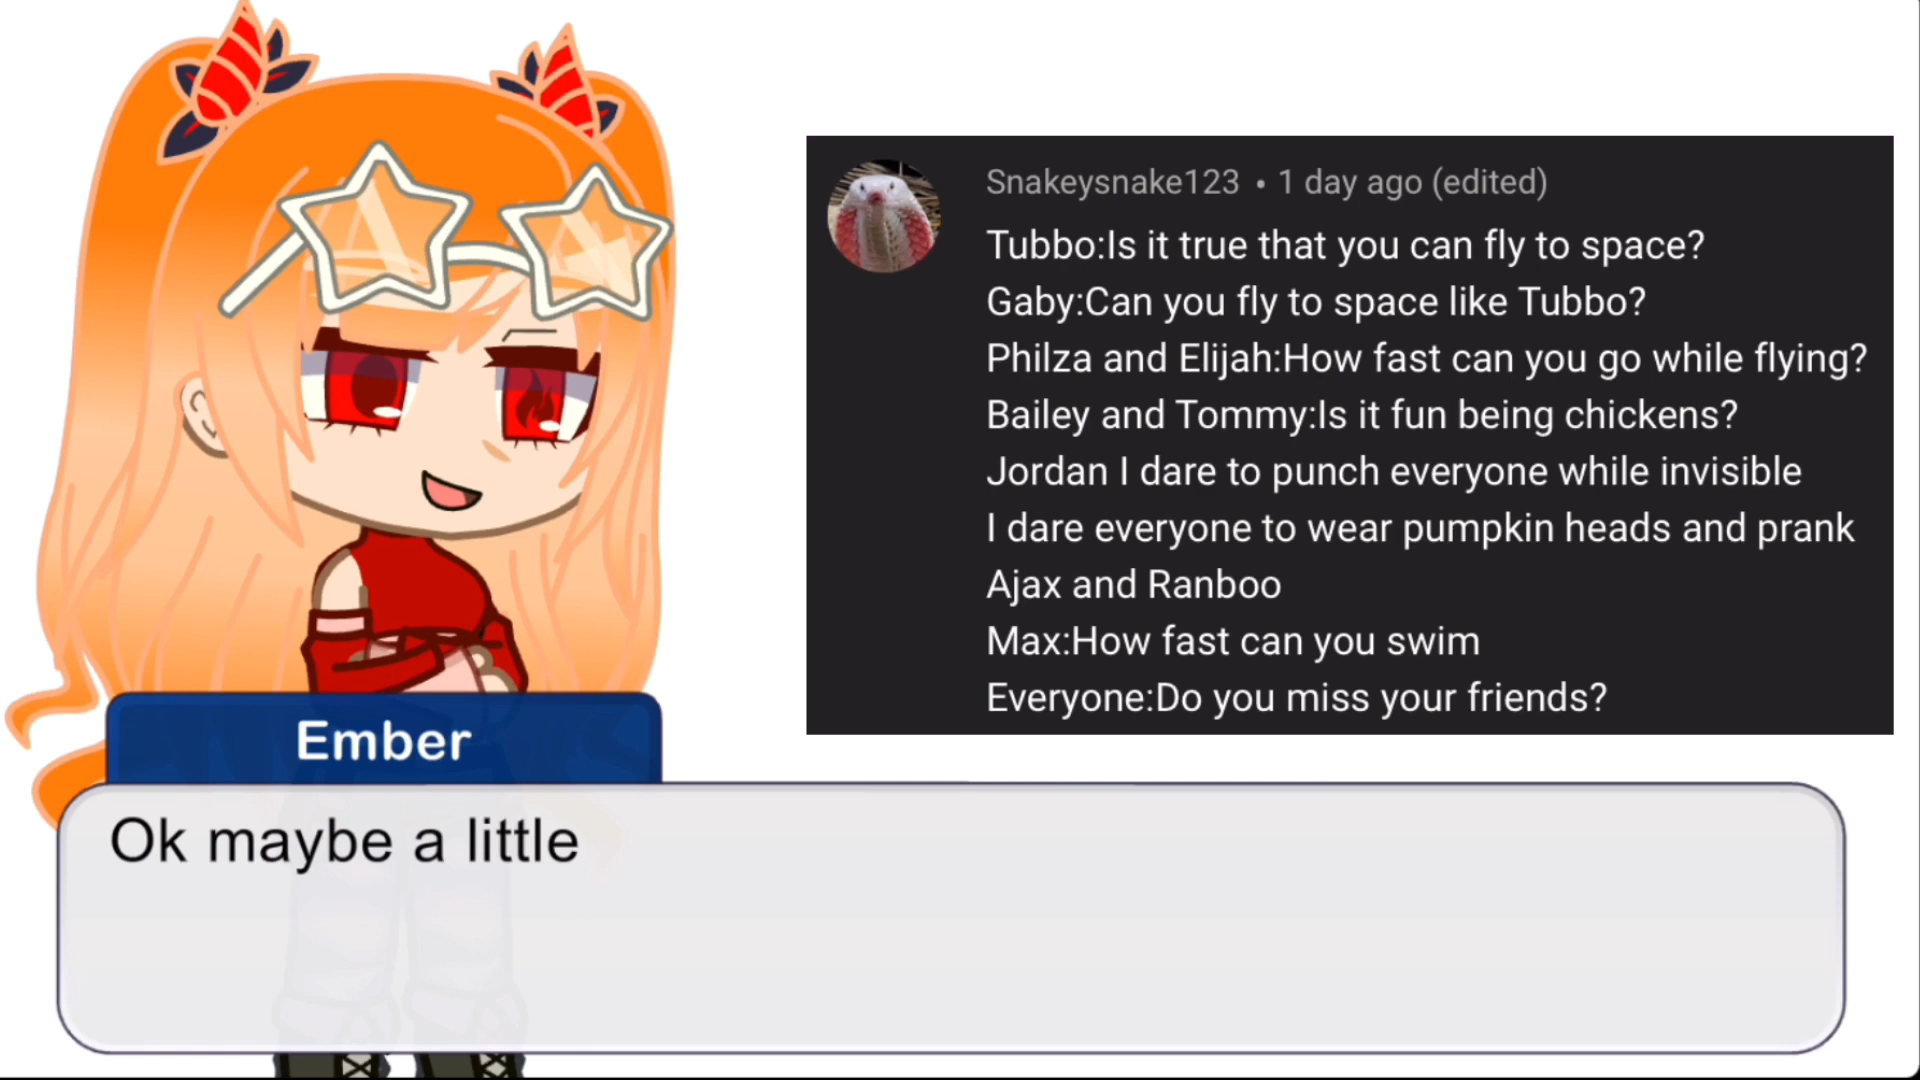 Snakeysnake123 • 1 day ago (edited)
Tubbo:Is it true that you can fly to space?
Gaby:Can you fly to space like Tubbo?
Philza and Elijah:How fast can you go while flying?
Bailey and Tommy:Is it fun being chickens?
Jordan I dare to punch everyone while invisible
I dare everyone to wear pumpkin heads and prank
Ajax and Ranboo
Max:How fast can you swim
Everyone:Do you miss your friends?
Ember
Ok maybe a little